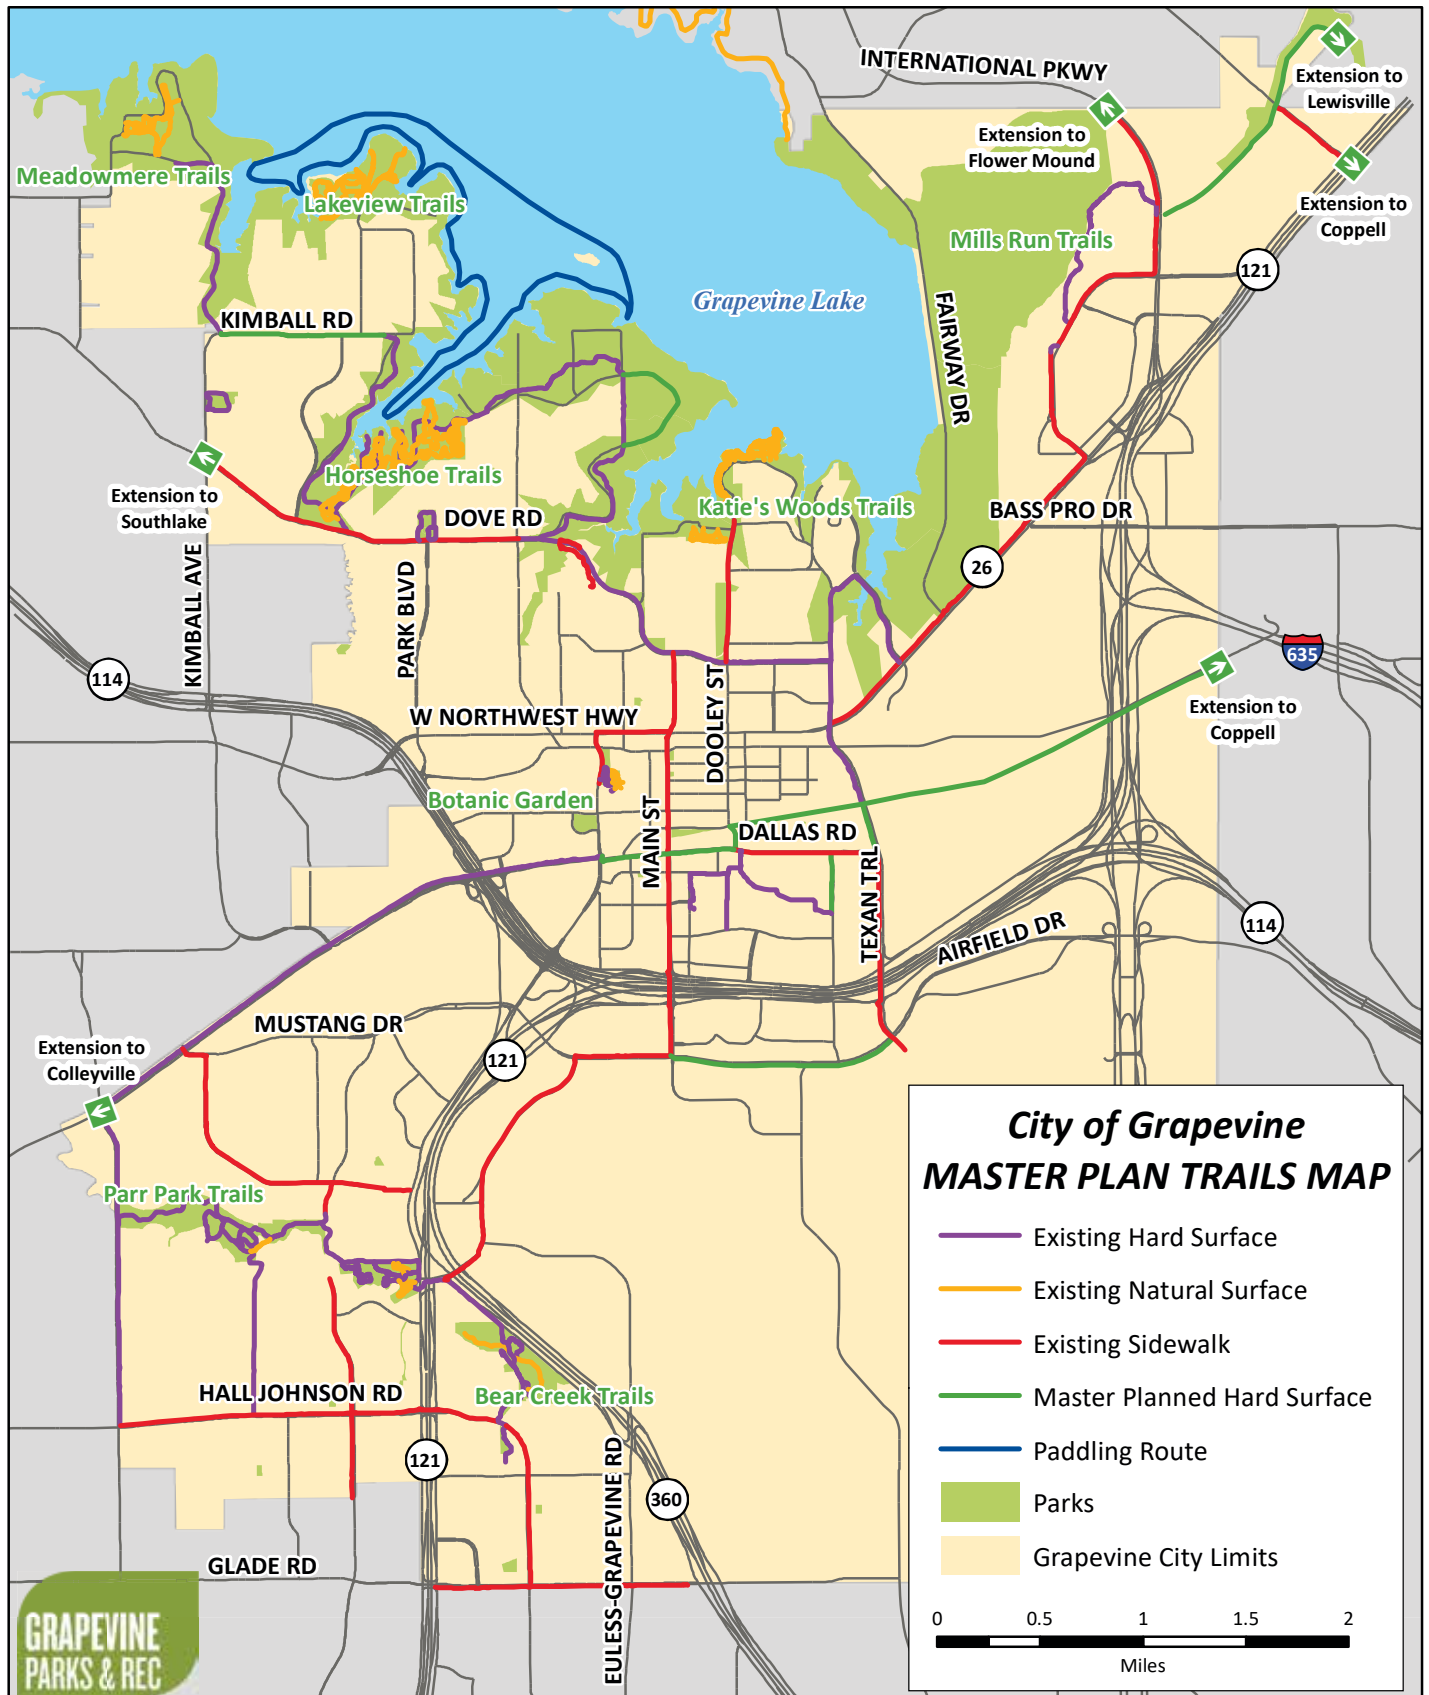 INTERNATIONAL PKWY
Extension to
Lewisville
Extension to
Flower Mound
Meadowmere Trails
Lakeview Trails
Extension to
Coppell
Mills Run Trails
121
Grapevine Lake
KIMBALL RD
FAIRWAY DR
Horseshoe Trails
Extension to
Southlake
Katie's Woods Trails
DOVE RD
BASS PRO DR
26
KIMBALL AVE
PARK BLVD
635
114
DOOLEY ST
W NORTHWEST HWY
Extension to
Coppell
Botanic Garden
MAIN ST
DALLAS RD
TEXAN TRL
AIRFIELD DR
114
MUSTANG DR
Extension to
Colleyville
121
Parr Park Trails
HALL JOHNSON RD
Bear Creek Trails
121
EULESS-GRAPEVINE RD
360
GLADE RD
GRAPEVINE
PARKS & REC
City of Grapevine
MASTER PLAN TRAILS MAP
Existing Hard Surface
Existing Natural Surface
Existing Sidewalk
Master Planned Hard Surface
Paddling Route
Parks
Grapevine City Limits
0 0.5 1 1.5 2
Miles